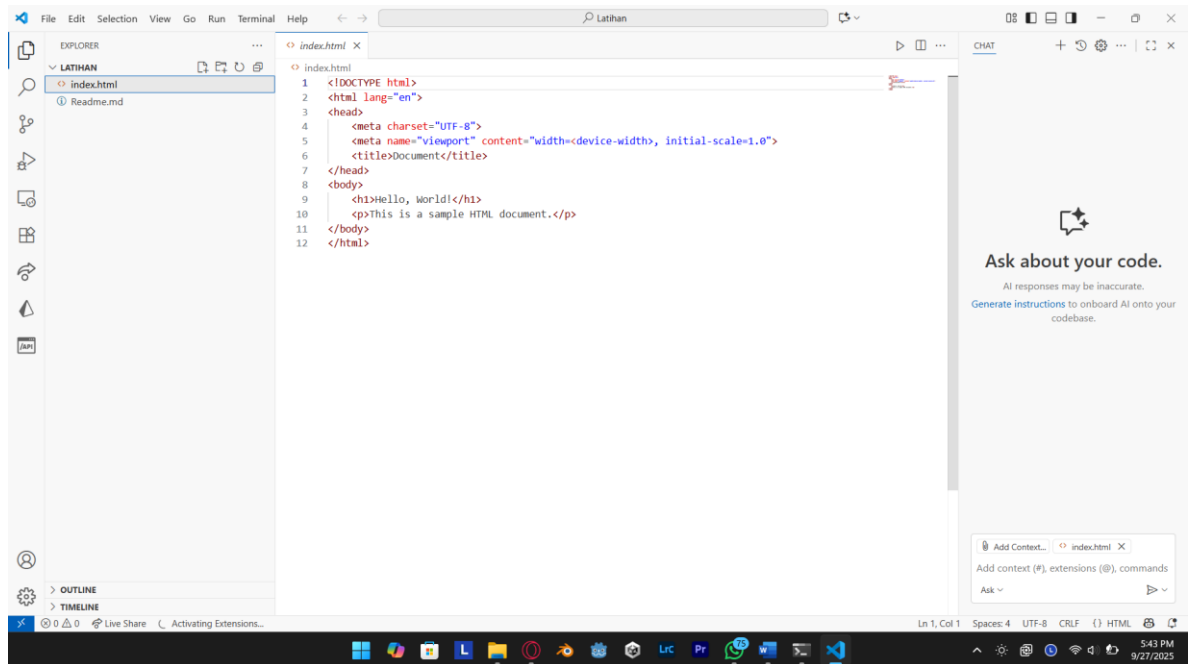 File Edit Selection View Go Run Terminal Help
Latihan
EXPLORER
LATIHAN
index.html
Readme.md
OUTLINE
TIMELINE
index.html
index.html
1 <!DOCTYPE html>
2 <html lang="en">
3 <head>
4 <meta charset="UTF-8">
5 <meta name="viewport" content="width=<device-width>, initial-scale=1.0">
6 <title>Document</title>
7 </head>
8 <body>
9 <h1>Hello, World!</h1>
10 <p>This is a sample HTML document.</p>
11 </body>
12 </html>
CHAT
Ask about your code.
AI responses may be inaccurate.
Generate instructions to onboard AI onto your
codebase.
Add Context... index.html
Add context (#), extensions (@), commands
Ask
/API
0 0 Live Share Activating Extensions...
Ln 1, Col 1 Spaces: 4 UTF-8 CRLF {} HTML
L LrC Pr 75 W
5:43 PM
9/27/2025